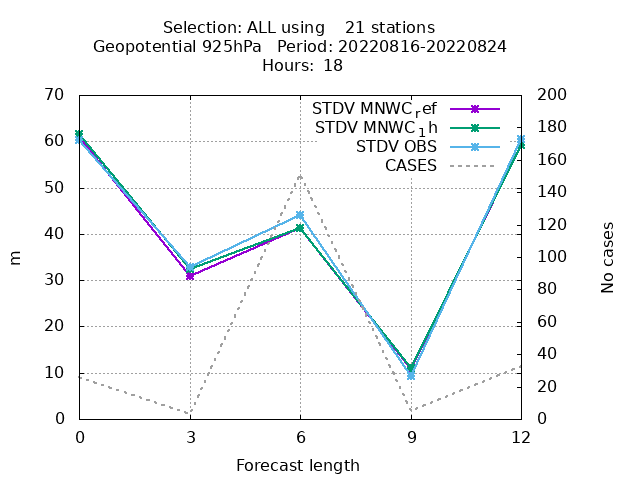 Selection: ALL using    21 stations
Geopotential 925hPa   Period: 20220816-20220824
Hours: 18
STDV MNWCref
STDV MNWC1h
STDV OBS
CASES
70
60
50
40
30
20
10
0
m
200
180
160
140
120
100
80
60
40
20
0
No cases
0 3 6 9 12
Forecast length